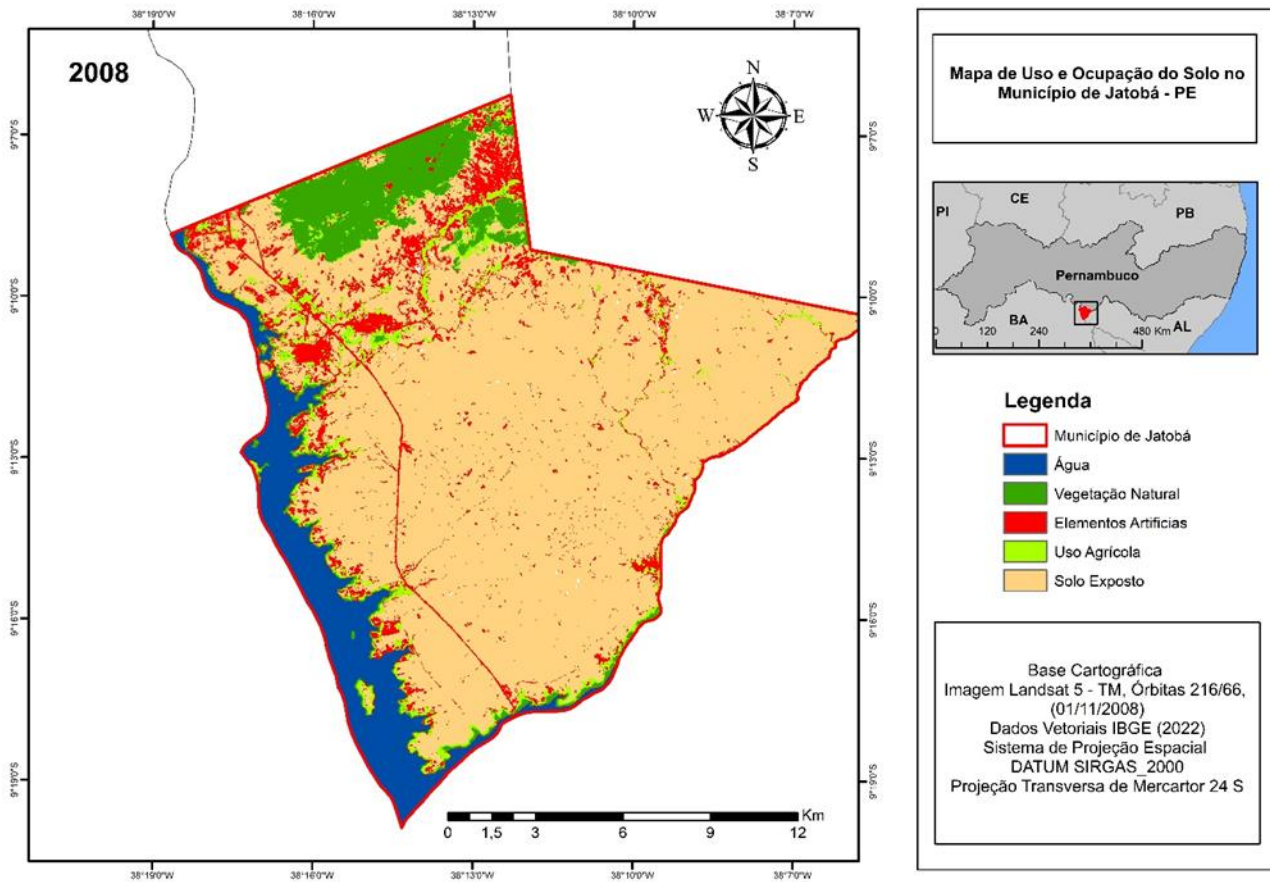 38°19'0"W 38°16'0"W 38°13'0"W 38°10'0"W 38°7'0"W
2008
N
W E
S
9°7'0"S 9°7'0"S
9°10'0"S 9°10'0"S
9°13'0"S 9°13'0"S
9°16'0"S 9°16'0"S
9°19'0"S 9°19'0"S
Km
0 1,5 3 6 9 12
38°19'0"W 38°16'0"W 38°13'0"W 38°10'0"W 38°7'0"W
Mapa de Uso e Ocupação do Solo no
Município de Jatobá - PE
PI CE PB
Pernambuco
BA AL
0 120 240 480 Km
Legenda
Município de Jatobá
Água
Vegetação Natural
Elementos Artificias
Uso Agrícola
Solo Exposto
Base Cartográfica
Imagem Landsat 5 - TM, Órbitas 216/66,
(01/11/2008)
Dados Vetoriais IBGE (2022)
Sistema de Projeção Espacial
DATUM SIRGAS_2000
Projeção Transversa de Mercartor 24 S